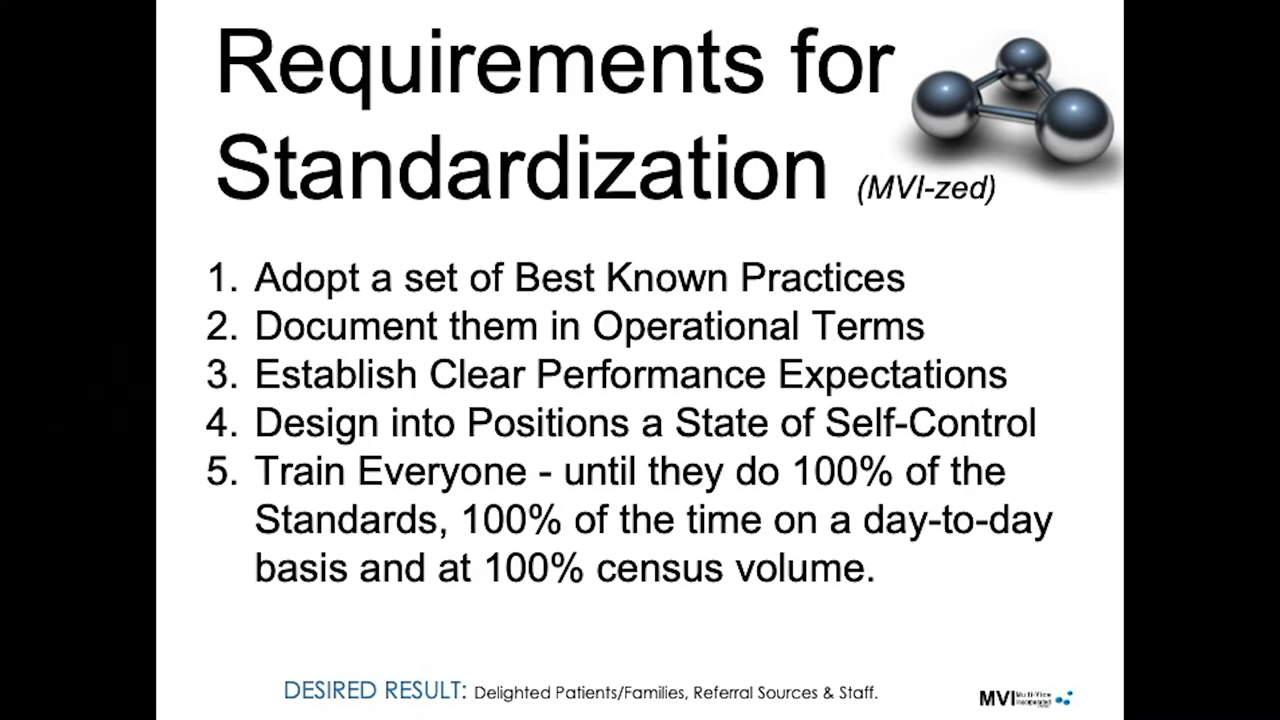 Requirements for
Standardization (MVI-zed)
1. Adopt a set of Best Known Practices
2. Document them in Operational Terms
3. Establish Clear Performance Expectations
4. Design into Positions a State of Self-Control
5. Train Everyone - until they do 100% of the
Standards, 100% of the time on a day-to-day
basis and at 100% census volume.
DESIRED RESULT: Delighted Patients/Families, Referral Sources & Staff.
MVI Multi-View
Incorporated